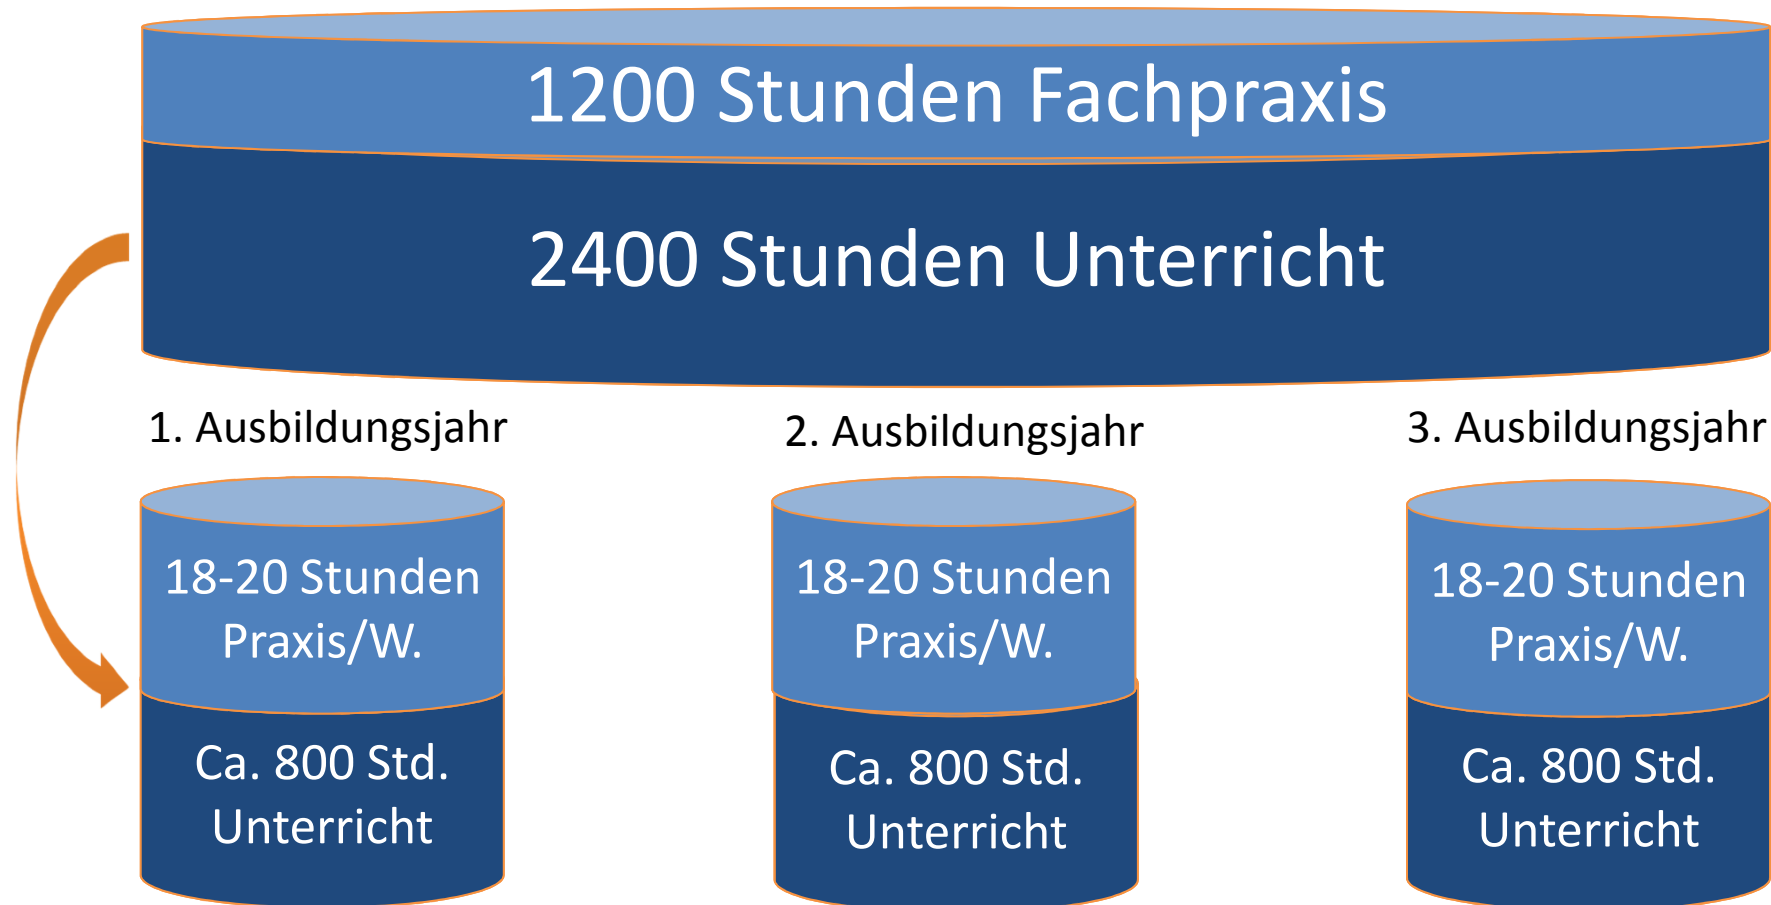 1200 Stunden Fachpraxis
2400 Stunden Unterricht
1. Ausbildungsjahr
2. Ausbildungsjahr
3. Ausbildungsjahr
18-20 Stunden
Praxis/W.
Ca. 800 Std.
Unterricht
18-20 Stunden
Praxis/W.
Ca. 800 Std.
Unterricht
18-20 Stunden
Praxis/W.
Ca. 800 Std.
Unterricht